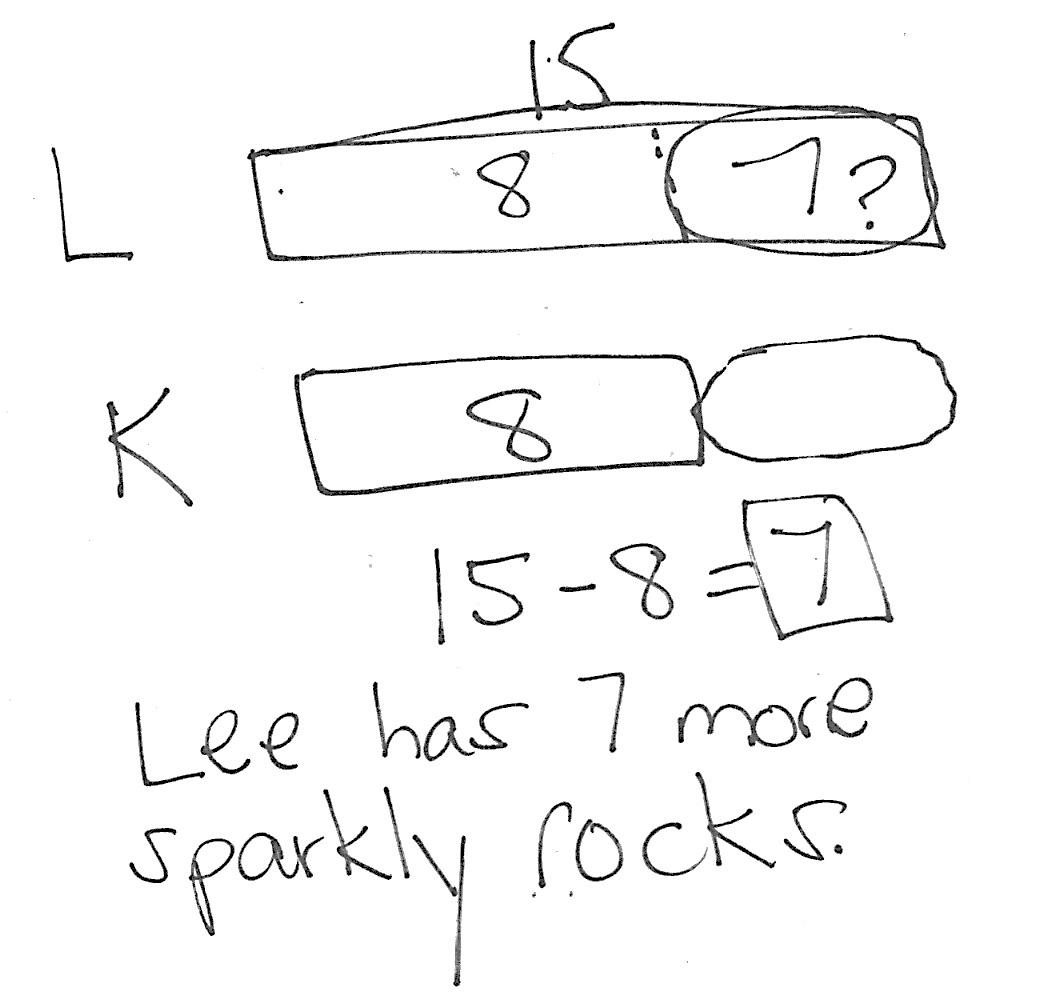 15
L 8 7?
K 8
15-8=7
Lee has 7 more
sparkly rocks.